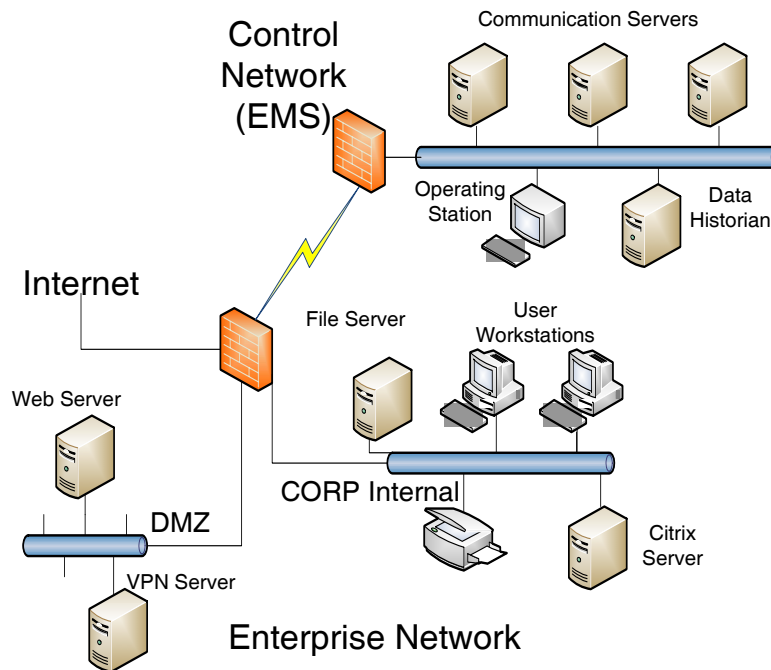 Communication Servers
Control
Network
(EMS)
Operating
Station
Data
Historian
Internet
File Server
User
Workstations
Web Server
CORP Internal
DMZ
Citrix
Server
VPN Server
Enterprise Network